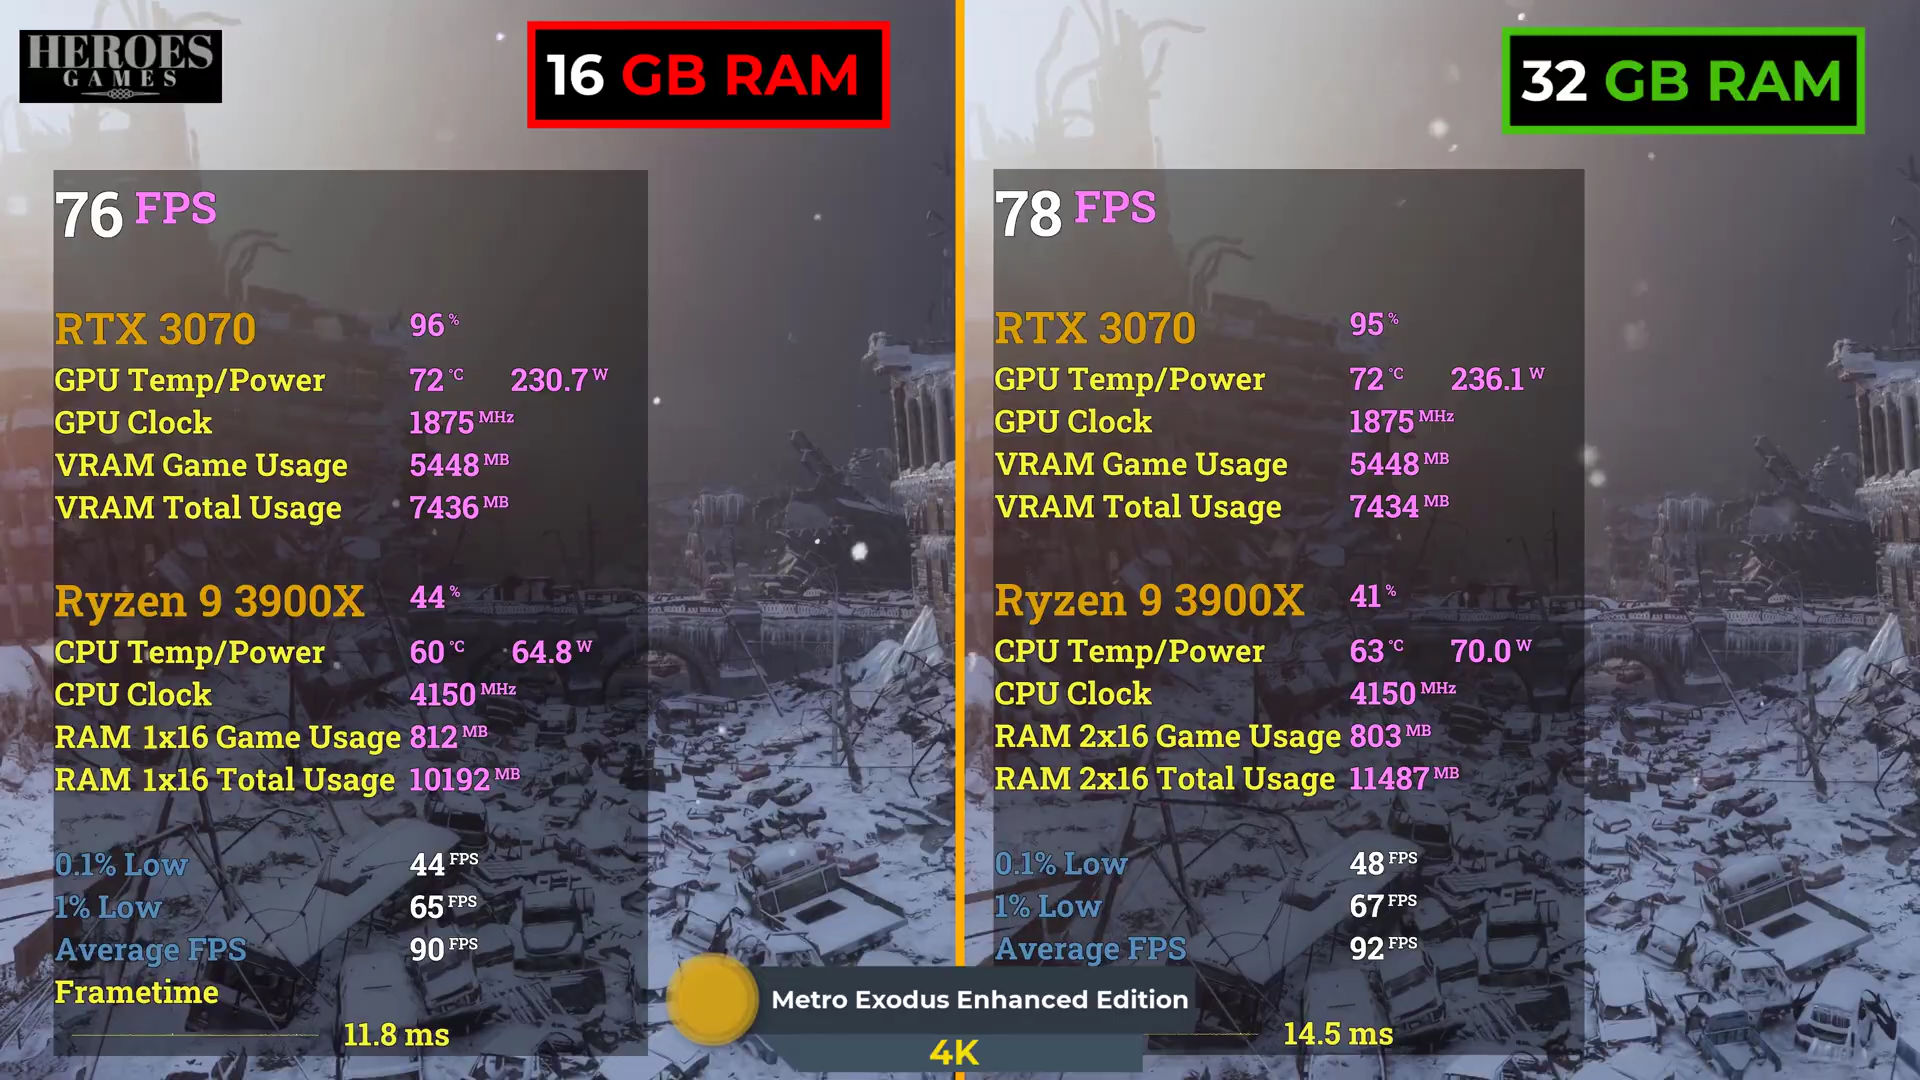 HEROES
GAMES
16 GB RAM
32 GB RAM
76 FPS
RTX 3070 96 %
GPU Temp/Power 72 °C 230.7 W
GPU Clock 1875 MHz
VRAM Game Usage 5448 MB
VRAM Total Usage 7436 MB
Ryzen 9 3900X 44 %
CPU Temp/Power 60 °C 64.8 W
CPU Clock 4150 MHz
RAM 1x16 Game Usage 812 MB
RAM 1x16 Total Usage 10192 MB
0.1% Low 44 FPS
1% Low 65 FPS
Average FPS 90 FPS
Frametime
11.8 ms
78 FPS
RTX 3070 95 %
GPU Temp/Power 72 °C 236.1 W
GPU Clock 1875 MHz
VRAM Game Usage 5448 MB
VRAM Total Usage 7434 MB
Ryzen 9 3900X 41 %
CPU Temp/Power 63 °C 70.0 W
CPU Clock 4150 MHz
RAM 2x16 Game Usage 803 MB
RAM 2x16 Total Usage 11487 MB
0.1% Low 48 FPS
1% Low 67 FPS
Average FPS 92 FPS
14.5 ms
Metro Exodus Enhanced Edition
4K